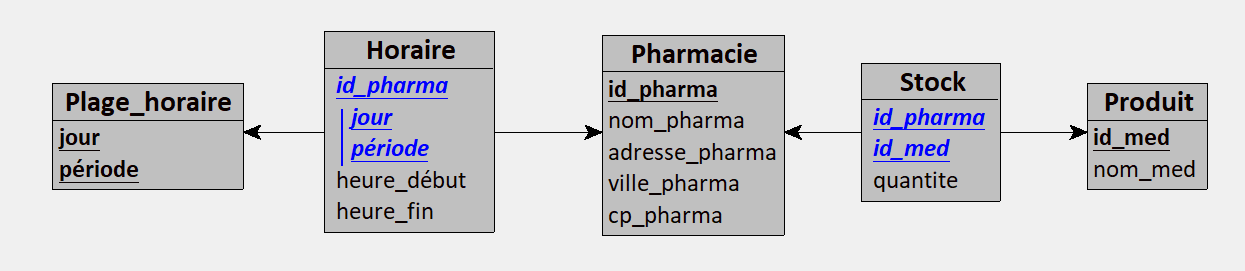 Plage_horaire
jour
période
Horaire
id_pharma
jour
période
heure_début
heure_fin
Pharmacie
id_pharma
nom_pharma
adresse_pharma
ville_pharma
cp_pharma
Stock
id_pharma
id_med
quantite
Produit
id_med
nom_med